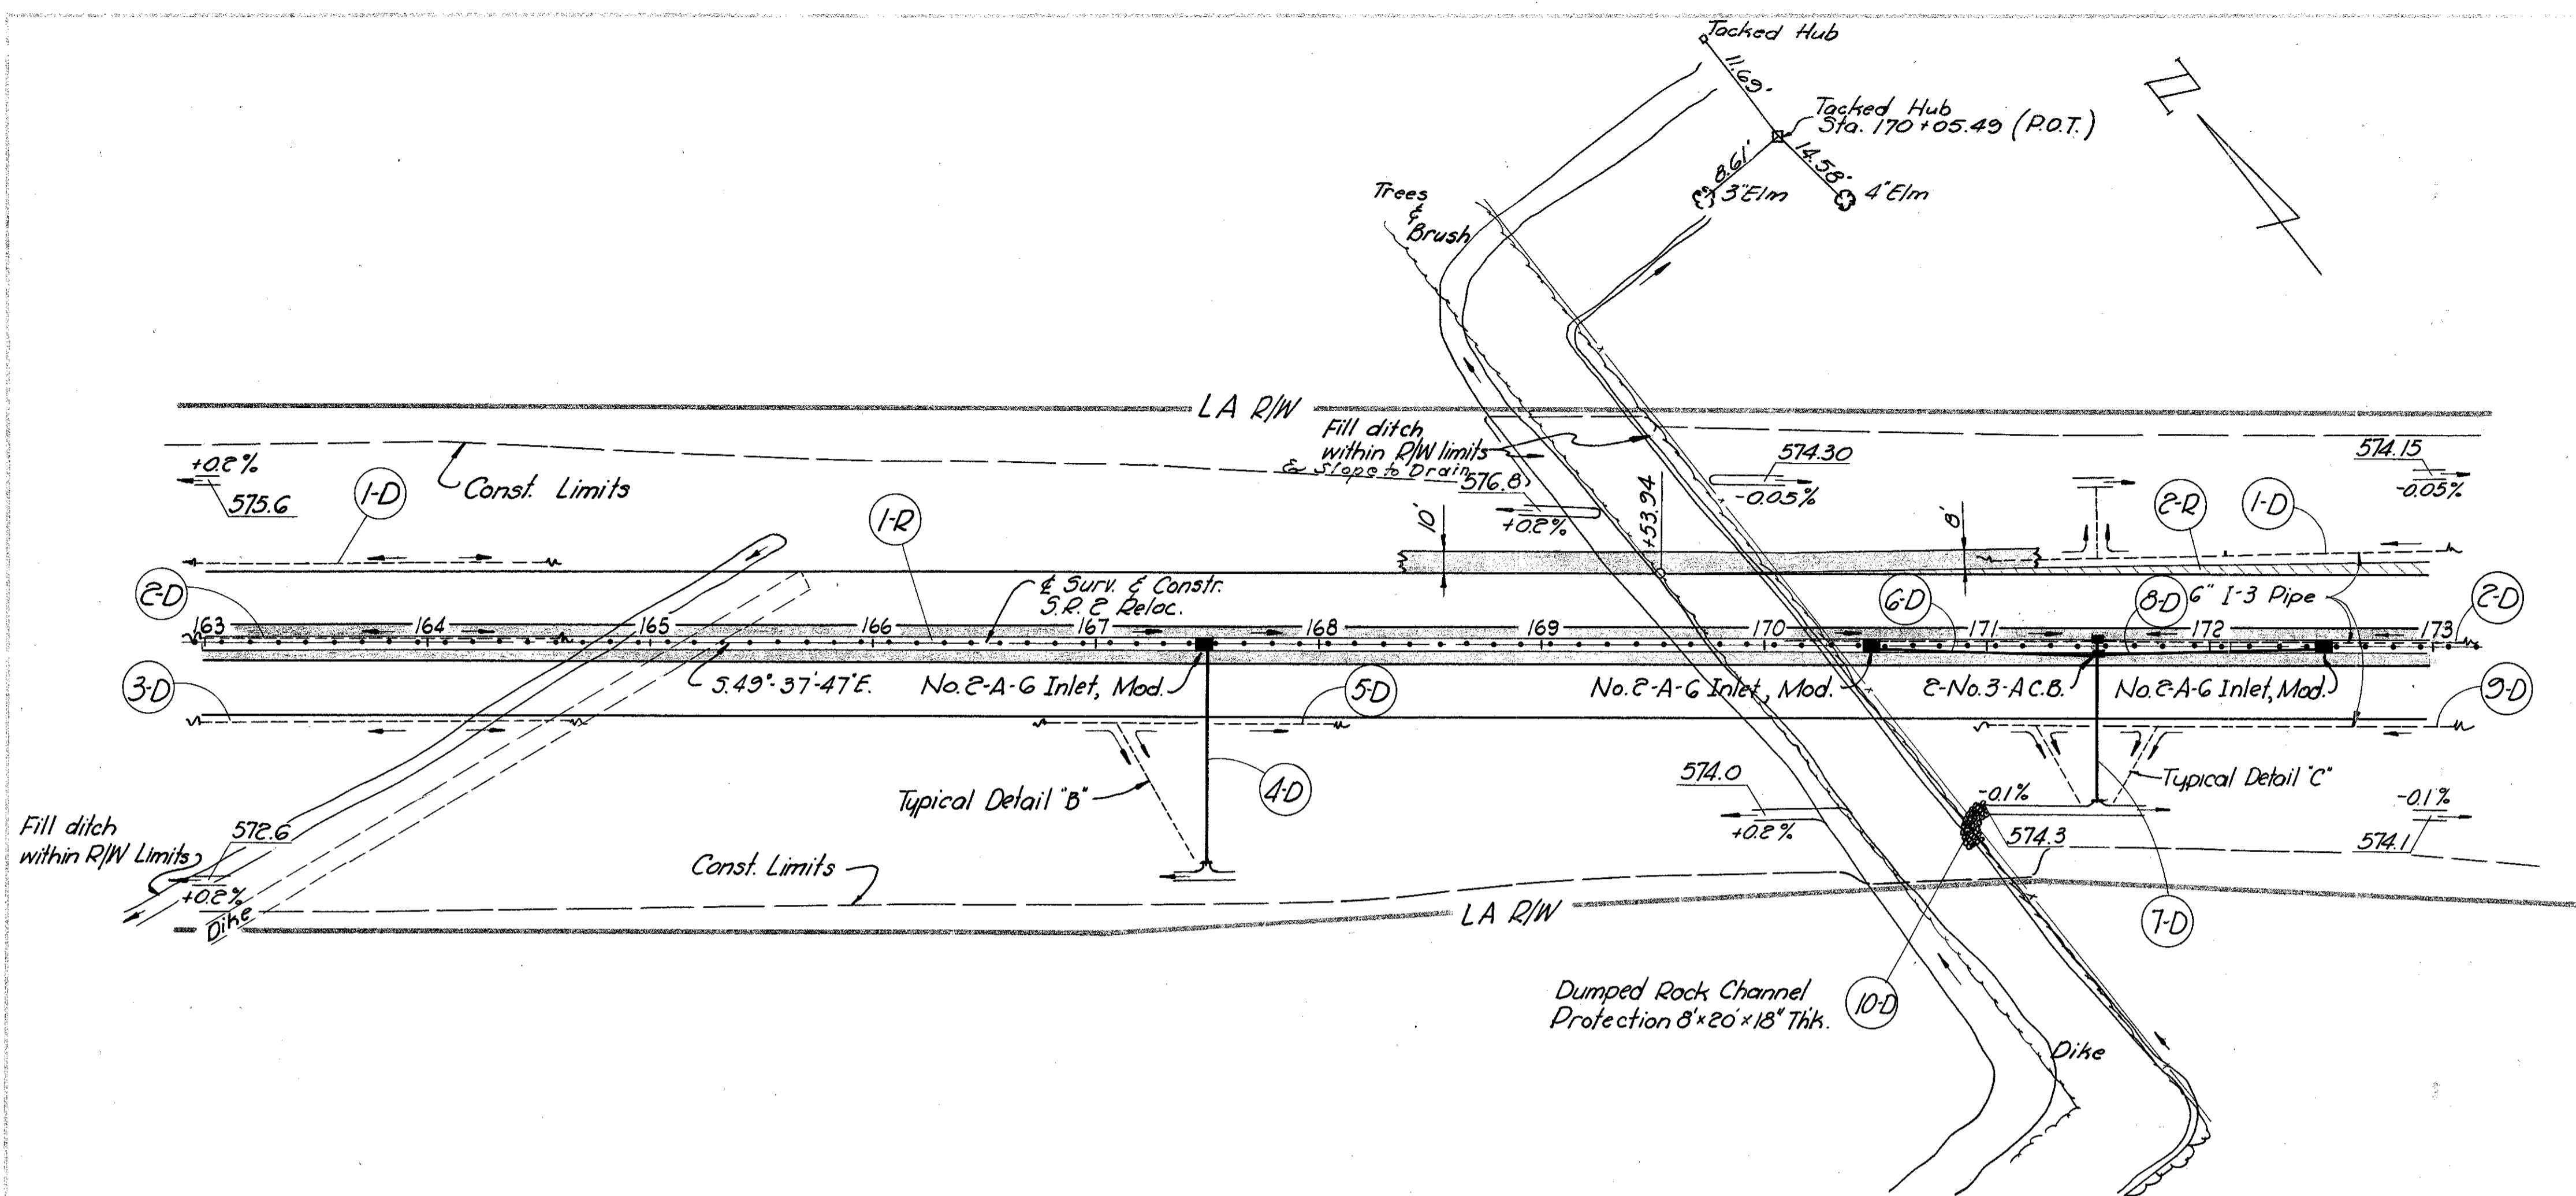 Tacked Hub
11.69'
Tacked Hub
Sta. 170+05.49 (P.O.T.)
8.61'
14.58'
3" Elm
4" Elm
Trees
&
Brush
LA R/W
Fill ditch
within R/W limits
& Slope to Drain
+0.2%
575.6
1-D
Const. Limits
1-R
576.8
+0.2%
+53.94
574.30
-0.05%
574.15
-0.05%
10'
8'
2-R
1-D
2-D
℄ Surv. & Constr.
S.R. 2 Reloc.
6-D
8-D
6" I-3 Pipe
2-D
163 164 165 166 167 168 169 170 171 172 173
3-D
S.49°-37'-47"E.
No.2-A-6 Inlet, Mod.
5-D
No.2-A-6 Inlet, Mod.
2-No.3-A C.B.
No.2-A-6 Inlet, Mod.
9-D
4-D
Typical Detail "B"
574.0
+0.2%
-0.1%
Typical Detail "C"
574.3
-0.1%
574.1
Fill ditch
within R/W Limits
572.6
+0.2%
Dike
Const. Limits
LA R/W
7-D
Dumped Rock Channel
Protection 8'x20'x18" Thk.
10-D
Dike